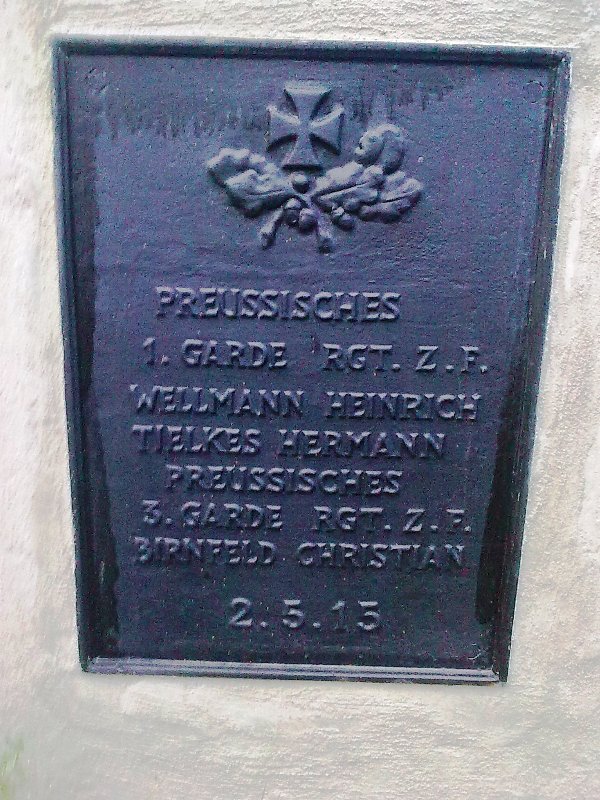 PREUSSISCHES
1. GARDE RGT. Z. F.
WELLMANN HEINRICH
TIELKES HERMANN
PREUSSISCHES
3. GARDE RGT. Z. F.
BIRNFELD CHRISTIAN
2.5.15